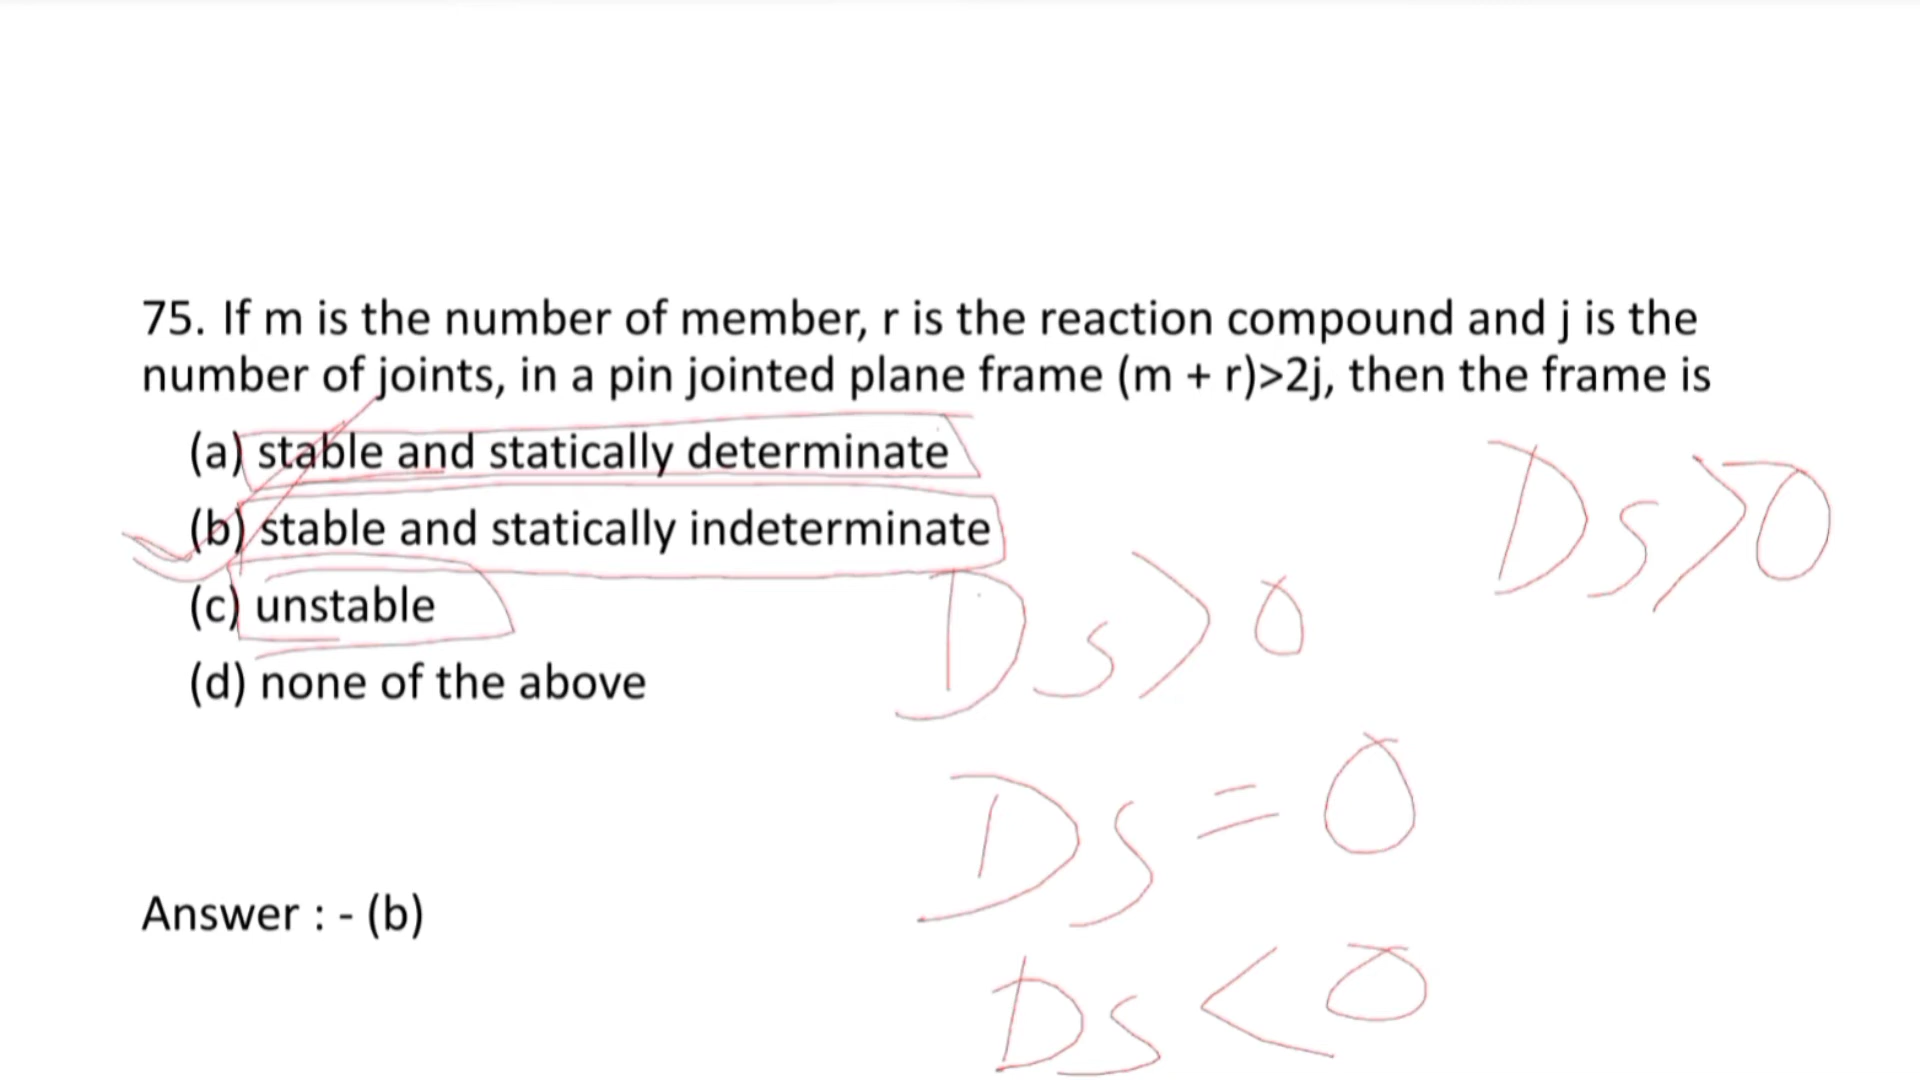 75. If m is the number of member, r is the reaction compound and j is the
number of joints, in a pin jointed plane frame (m + r)>2j, then the frame is
(a) stable and statically determinate
(b) stable and statically indeterminate
(c) unstable
(d) none of the above
Ds>0
Ds>0
Ds=0
Ds<0
Answer : - (b)